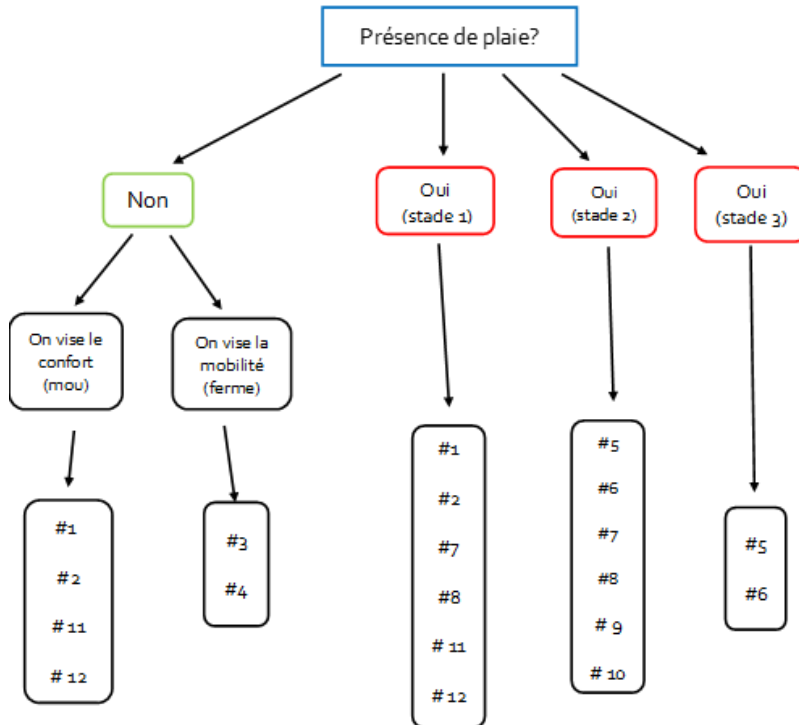 Présence de plaie?
Non
Oui
(stade 1)
Oui
(stade 2)
Oui
(stade 3)
On vise le
confort
(mou)
On vise la
mobilité
(ferme)
#1
#2
# 11
# 12
#3
#4
#1
#2
#7
#8
# 11
# 12
#5
#6
#7
#8
# 9
# 10
#5
#6